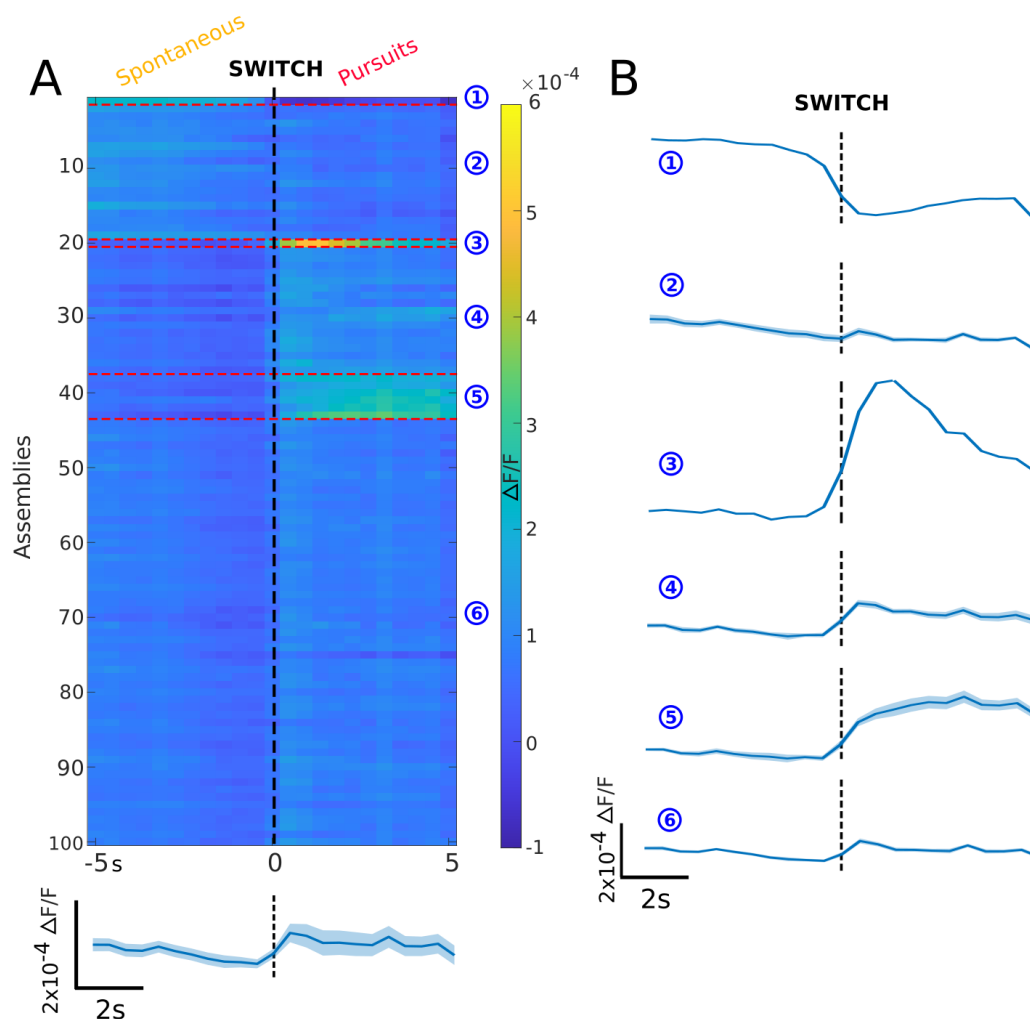 A
Spontaneous
SWITCH
Pursuits
×10⁻⁴
①
②
③
④
⑤
⑥
10
20
30
40
50
60
70
80
90
100
Assemblies
-5s
0
5
6
5
4
3
2
1
0
-1
ΔF/F
2x10⁻⁴ ΔF/F
2s
B
SWITCH
①
②
③
④
⑤
⑥
2x10⁻⁴ ΔF/F
2s